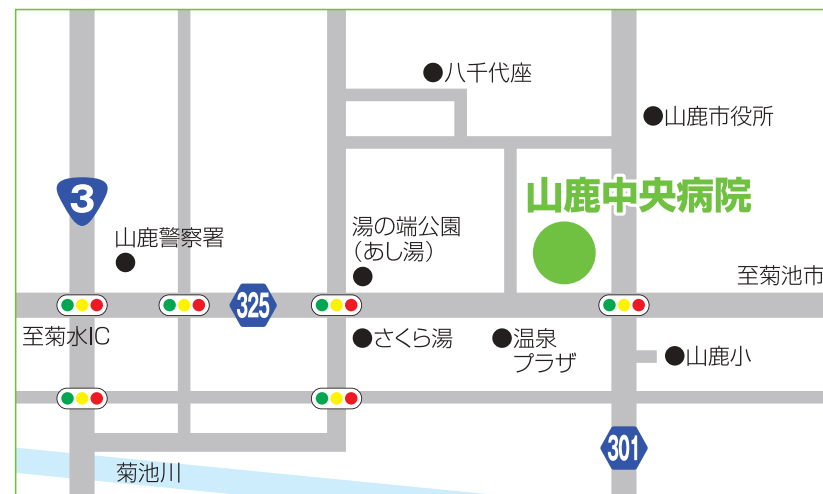 八千代座
山鹿市役所
3
山鹿中央病院
山鹿警察署
湯の端公園
（あし湯）
至菊池市
325
至菊水IC
さくら湯
温泉
プラザ
山鹿小
301
菊池川